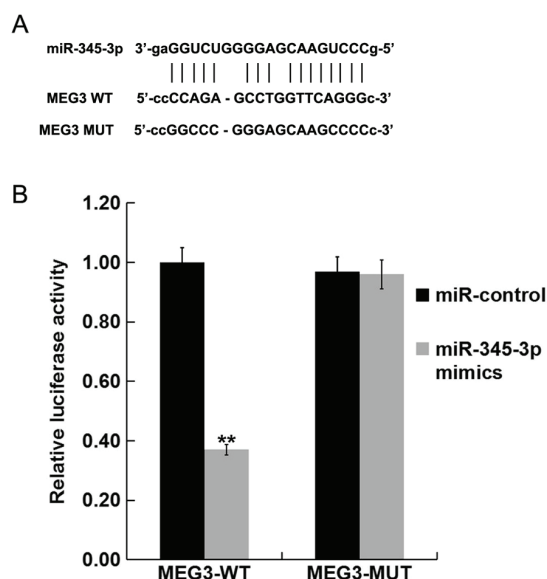 A
miR-345-3p 3'-gaGGUCUGGGGAGCAAGUCCCg-5'
MEG3 WT 5'-ccCCAGA - GCCTGGTTCAGGGc-3'
MEG3 MUT 5'-ccGGCCC - GGGAGCAAGCCCCc-3'
B
1.20
1.00
0.80
0.60
0.40
0.20
0.00
Relative luciferase activity
**
MEG3-WT MEG3-MUT
miR-control
miR-345-3p
mimics